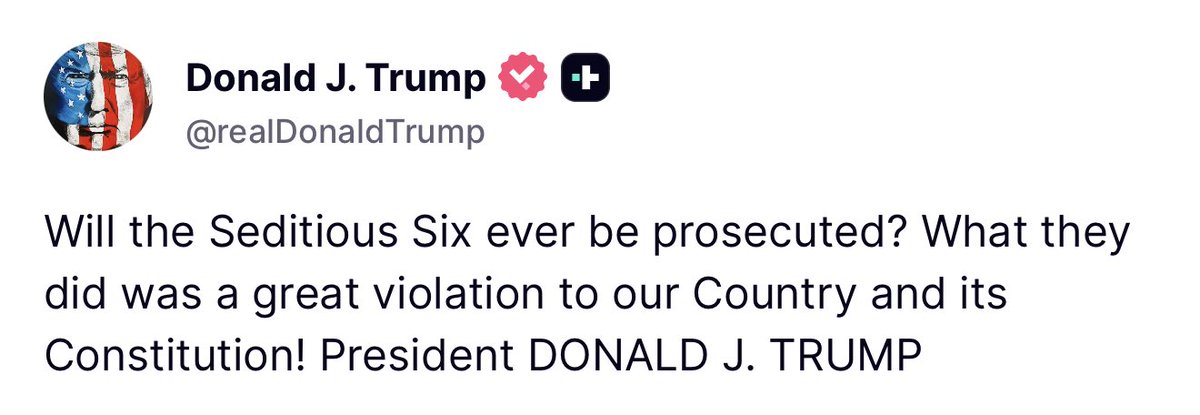 Donald J. Trump
@realDonaldTrump
Will the Seditious Six ever be prosecuted? What they
did was a great violation to our Country and its
Constitution! President DONALD J. TRUMP